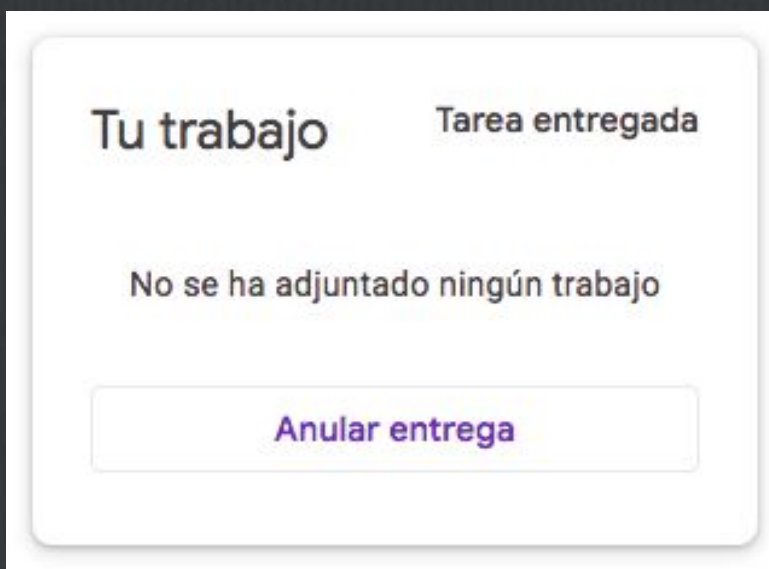 Tu trabajo
Tarea entregada
No se ha adjuntado ningún trabajo
Anular entrega